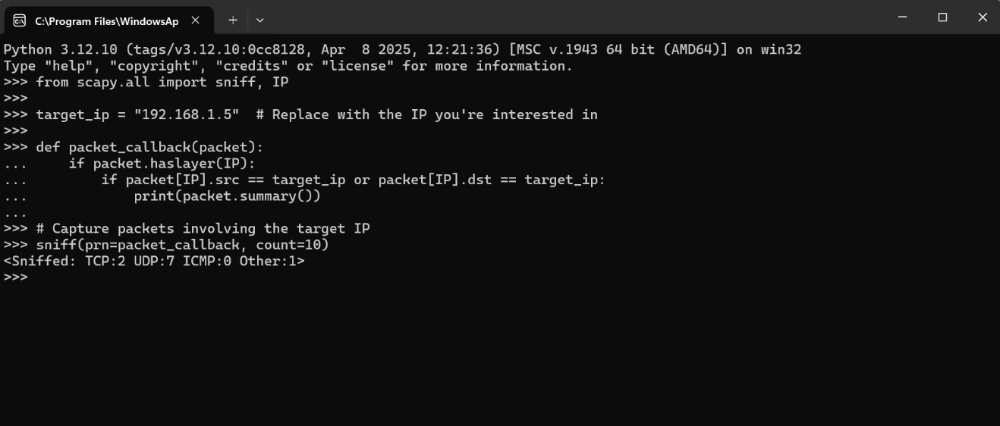 C:\Program Files\WindowsAp
Python 3.12.10 (tags/v3.12.10:0cc8128, Apr  8 2025, 12:21:36) [MSC v.1943 64 bit (AMD64)] on win32
Type "help", "copyright", "credits" or "license" for more information.
>>> from scapy.all import sniff, IP
>>>
>>> target_ip = "192.168.1.5"  # Replace with the IP you're interested in
>>>
>>> def packet_callback(packet):
...     if packet.haslayer(IP):
...         if packet[IP].src == target_ip or packet[IP].dst == target_ip:
...             print(packet.summary())
...
>>> # Capture packets involving the target IP
>>> sniff(prn=packet_callback, count=10)
<Sniffed: TCP:2 UDP:7 ICMP:0 Other:1>
>>>